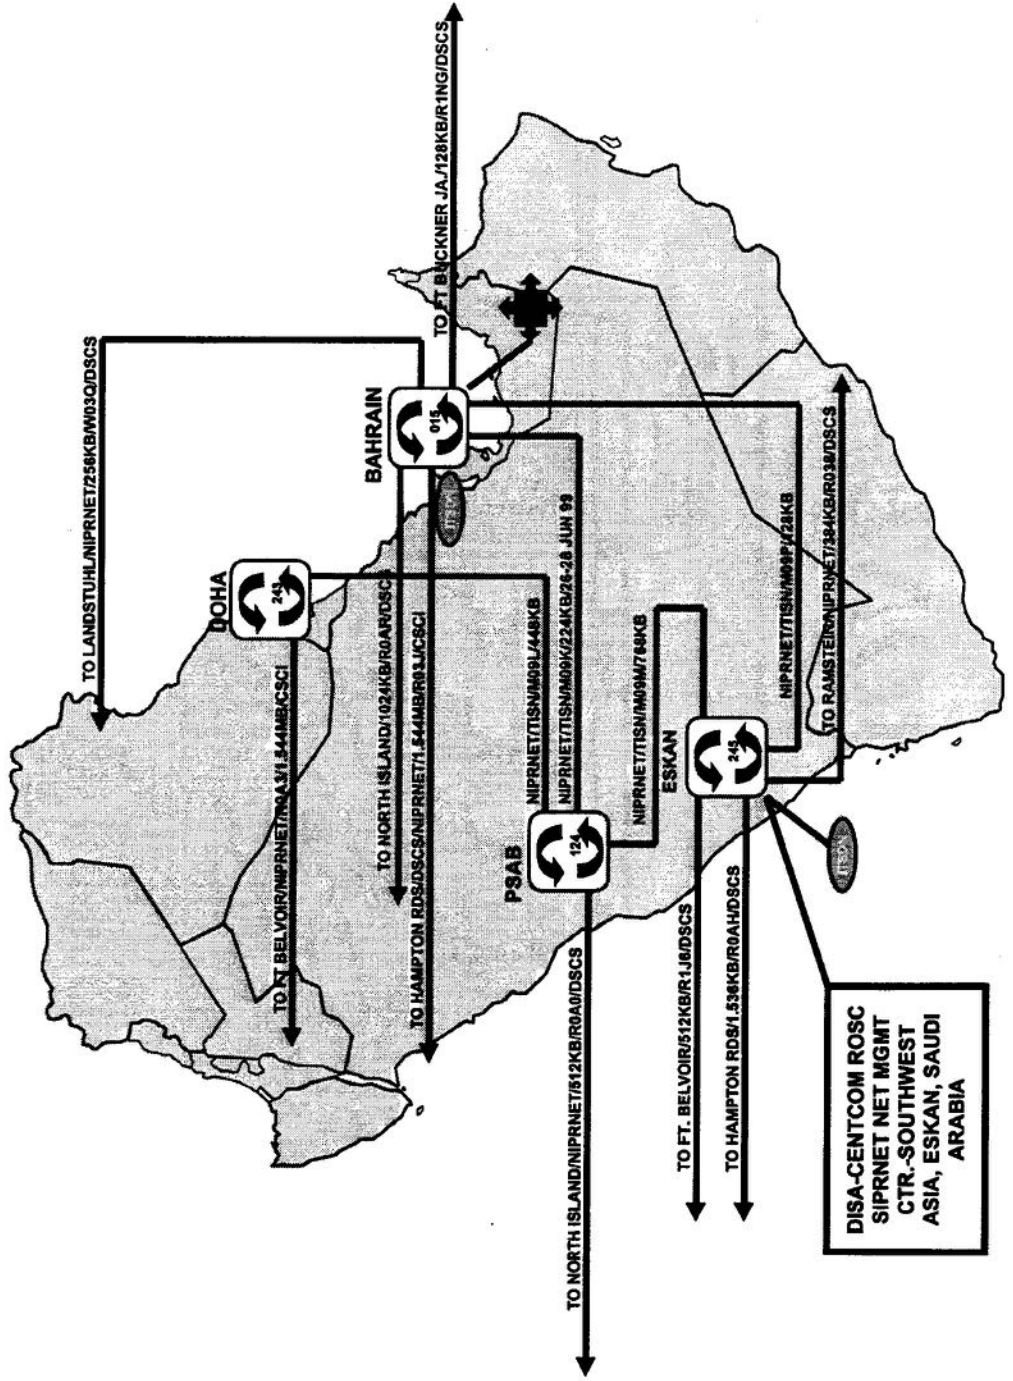 TO LANDSTUHL/NIPRNET/256KB/W03Q/DSCS
DOHA
243
TO FT BELVOIR/NIPRNET/R0A3/1.544MB/CSCI
BAHRAIN
015
TO FT BUCKNER JA./128KB/R1NG/DSCS
TO NORTH ISLAND/1024KB/R0AR/DSC
TO HAMPTON RDS/DSCS/NIPRNET/1.544MB/R03J/CSCI
PSAB
124
NIPRNET/TISN/M09L/448KB
NIPRNET/TISN/M09K/224KB/26-28 JUN 99
TO NORTH ISLAND/NIPRNET/512KB/R0A0/DSCS
NIPRNET/TISN/M09M/768KB
ESKAN
245
NIPRNET/TISN/M09P/128KB
TO FT. BELVOIR/512KB/R1J6/DSCS
TO HAMPTON RDS/1.536KB/R0AH/DSCS
TO RAMSTEIN/NIPRNET/384KB/R038/DSCS
DISA-CENTCOM ROSC
SIPRNET NET MGMT
CTR.-SOUTHWEST
ASIA, ESKAN, SAUDI
ARABIA